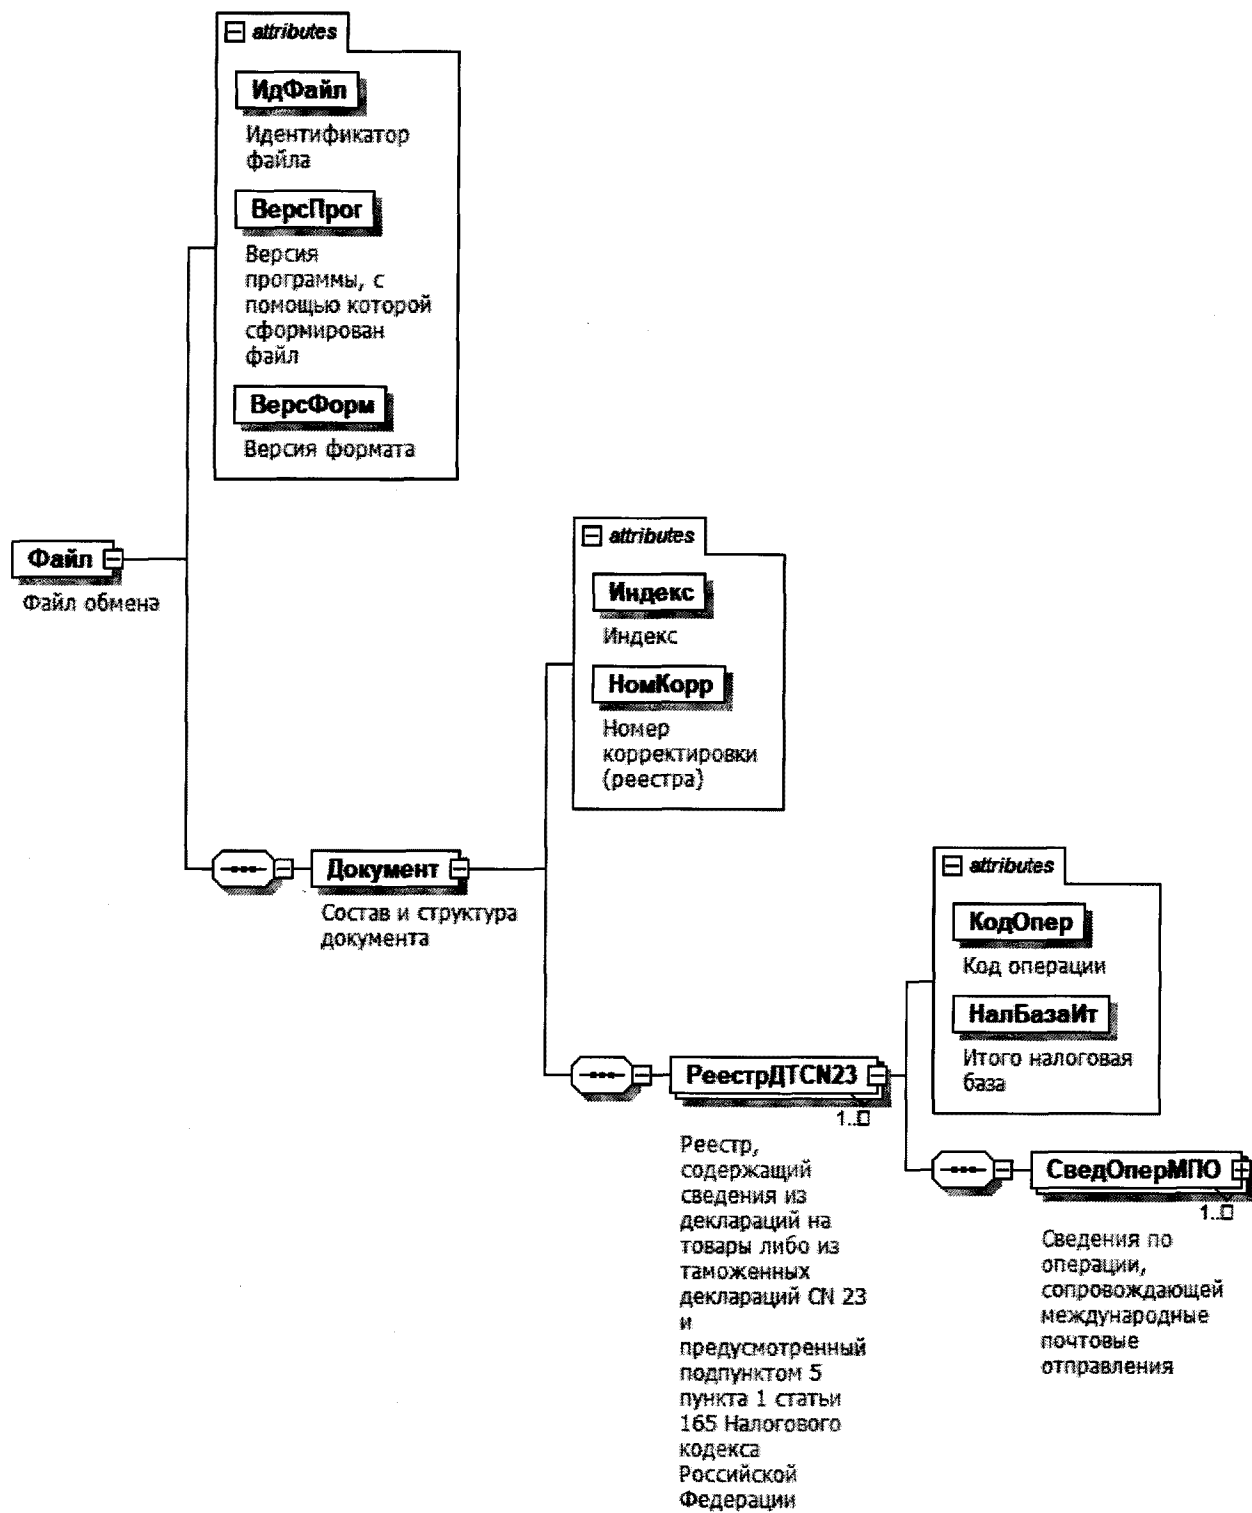 attributes
ИдФайл
Идентификатор
файла
ВерсПрог
Версия
программы, с
помощью которой
сформирован
файл
ВерсФорм
Версия формата
Файл
Файл обмена
attributes
Индекс
Индекс
НомКорр
Номер
корректировки
(реестра)
Документ
Состав и структура
документа
attributes
КодОпер
Код операции
НалБазаИт
Итого налоговая
база
РеестрДТCN23
1..
Реестр,
содержащий
сведения из
деклараций на
товары либо из
таможенных
деклараций CN 23
и
предусмотренный
подпунктом 5
пункта 1 статьи
165 Налогового
кодекса
Российской
Федерации
СведОперМПО
1..
Сведения по
операции,
сопровождающей
международные
почтовые
отправления